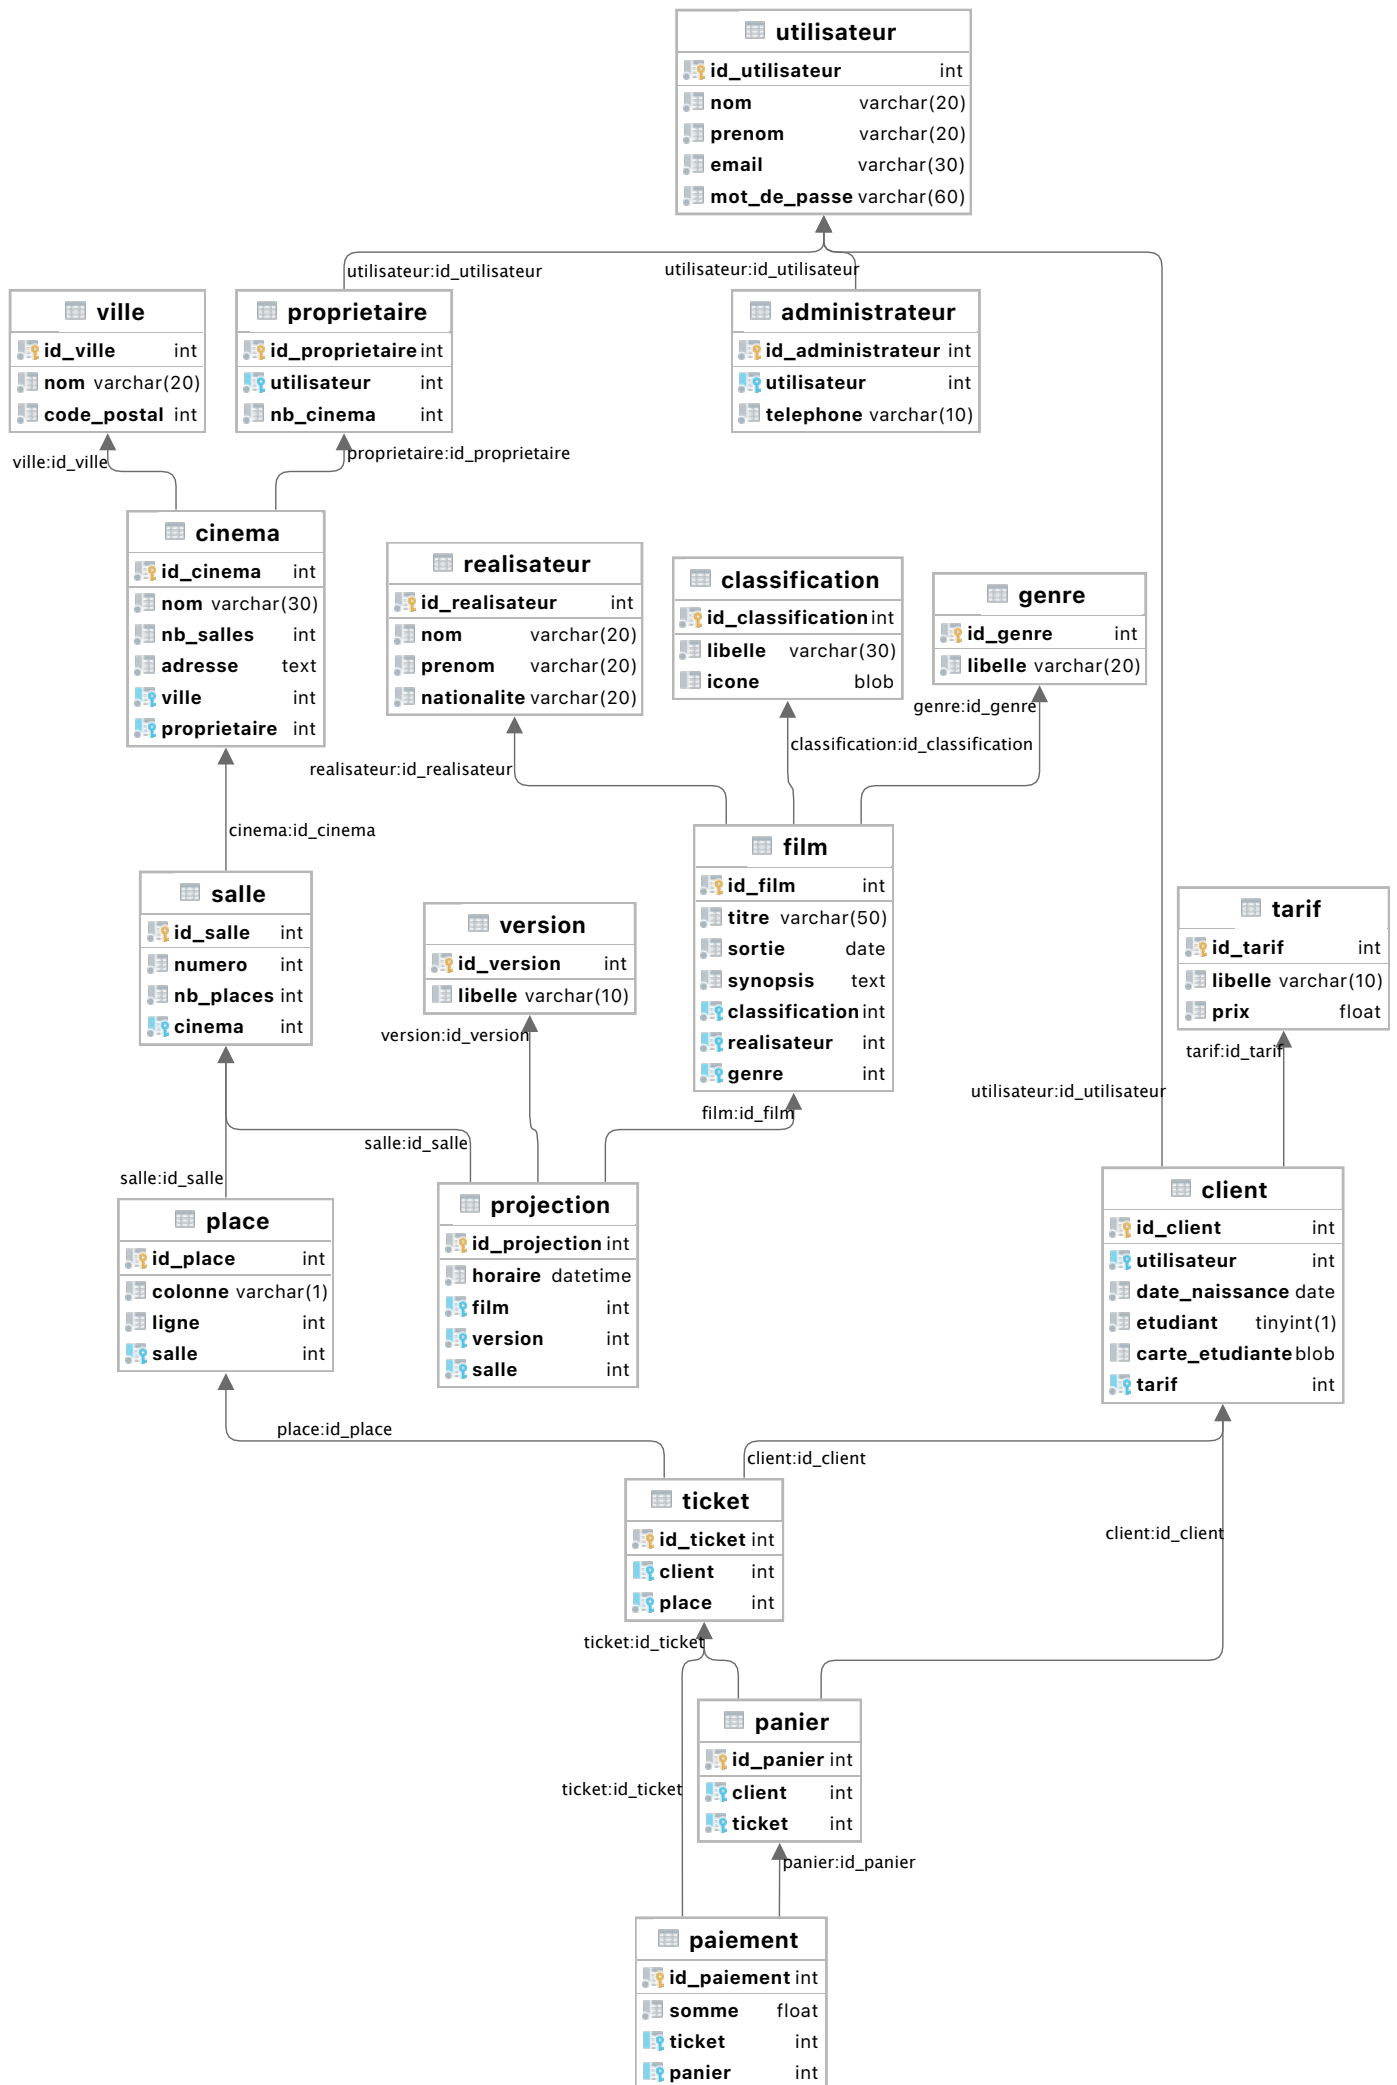 utilisateur
id_utilisateur int
nom varchar(20)
prenom varchar(20)
email varchar(30)
mot_de_passe varchar(60)
utilisateur:id_utilisateur
utilisateur:id_utilisateur
ville
id_ville int
nom varchar(20)
code_postal int
proprietaire
id_proprietaire int
utilisateur int
nb_cinema int
administrateur
id_administrateur int
utilisateur int
telephone varchar(10)
ville:id_ville
proprietaire:id_proprietaire
cinema
id_cinema int
nom varchar(30)
nb_salles int
adresse text
ville int
proprietaire int
realisateur
id_realisateur int
nom varchar(20)
prenom varchar(20)
nationalite varchar(20)
classification
id_classification int
libelle varchar(30)
icone blob
genre
id_genre int
libelle varchar(20)
genre:id_genre
classification:id_classification
realisateur:id_realisateur
cinema:id_cinema
film
id_film int
titre varchar(50)
sortie date
synopsis text
classification int
realisateur int
genre int
salle
id_salle int
numero int
nb_places int
cinema int
version
id_version int
libelle varchar(10)
tarif
id_tarif int
libelle varchar(10)
prix float
version:id_version
tarif:id_tarif
utilisateur:id_utilisateur
film:id_film
salle:id_salle
salle:id_salle
place
id_place int
colonne varchar(1)
ligne int
salle int
projection
id_projection int
horaire datetime
film int
version int
salle int
client
id_client int
utilisateur int
date_naissance date
etudiant tinyint(1)
carte_etudiante blob
tarif int
place:id_place
client:id_client
ticket
id_ticket int
client int
place int
client:id_client
ticket:id_ticket
panier
id_panier int
client int
ticket int
ticket:id_ticket
panier:id_panier
paiement
id_paiement int
somme float
ticket int
panier int